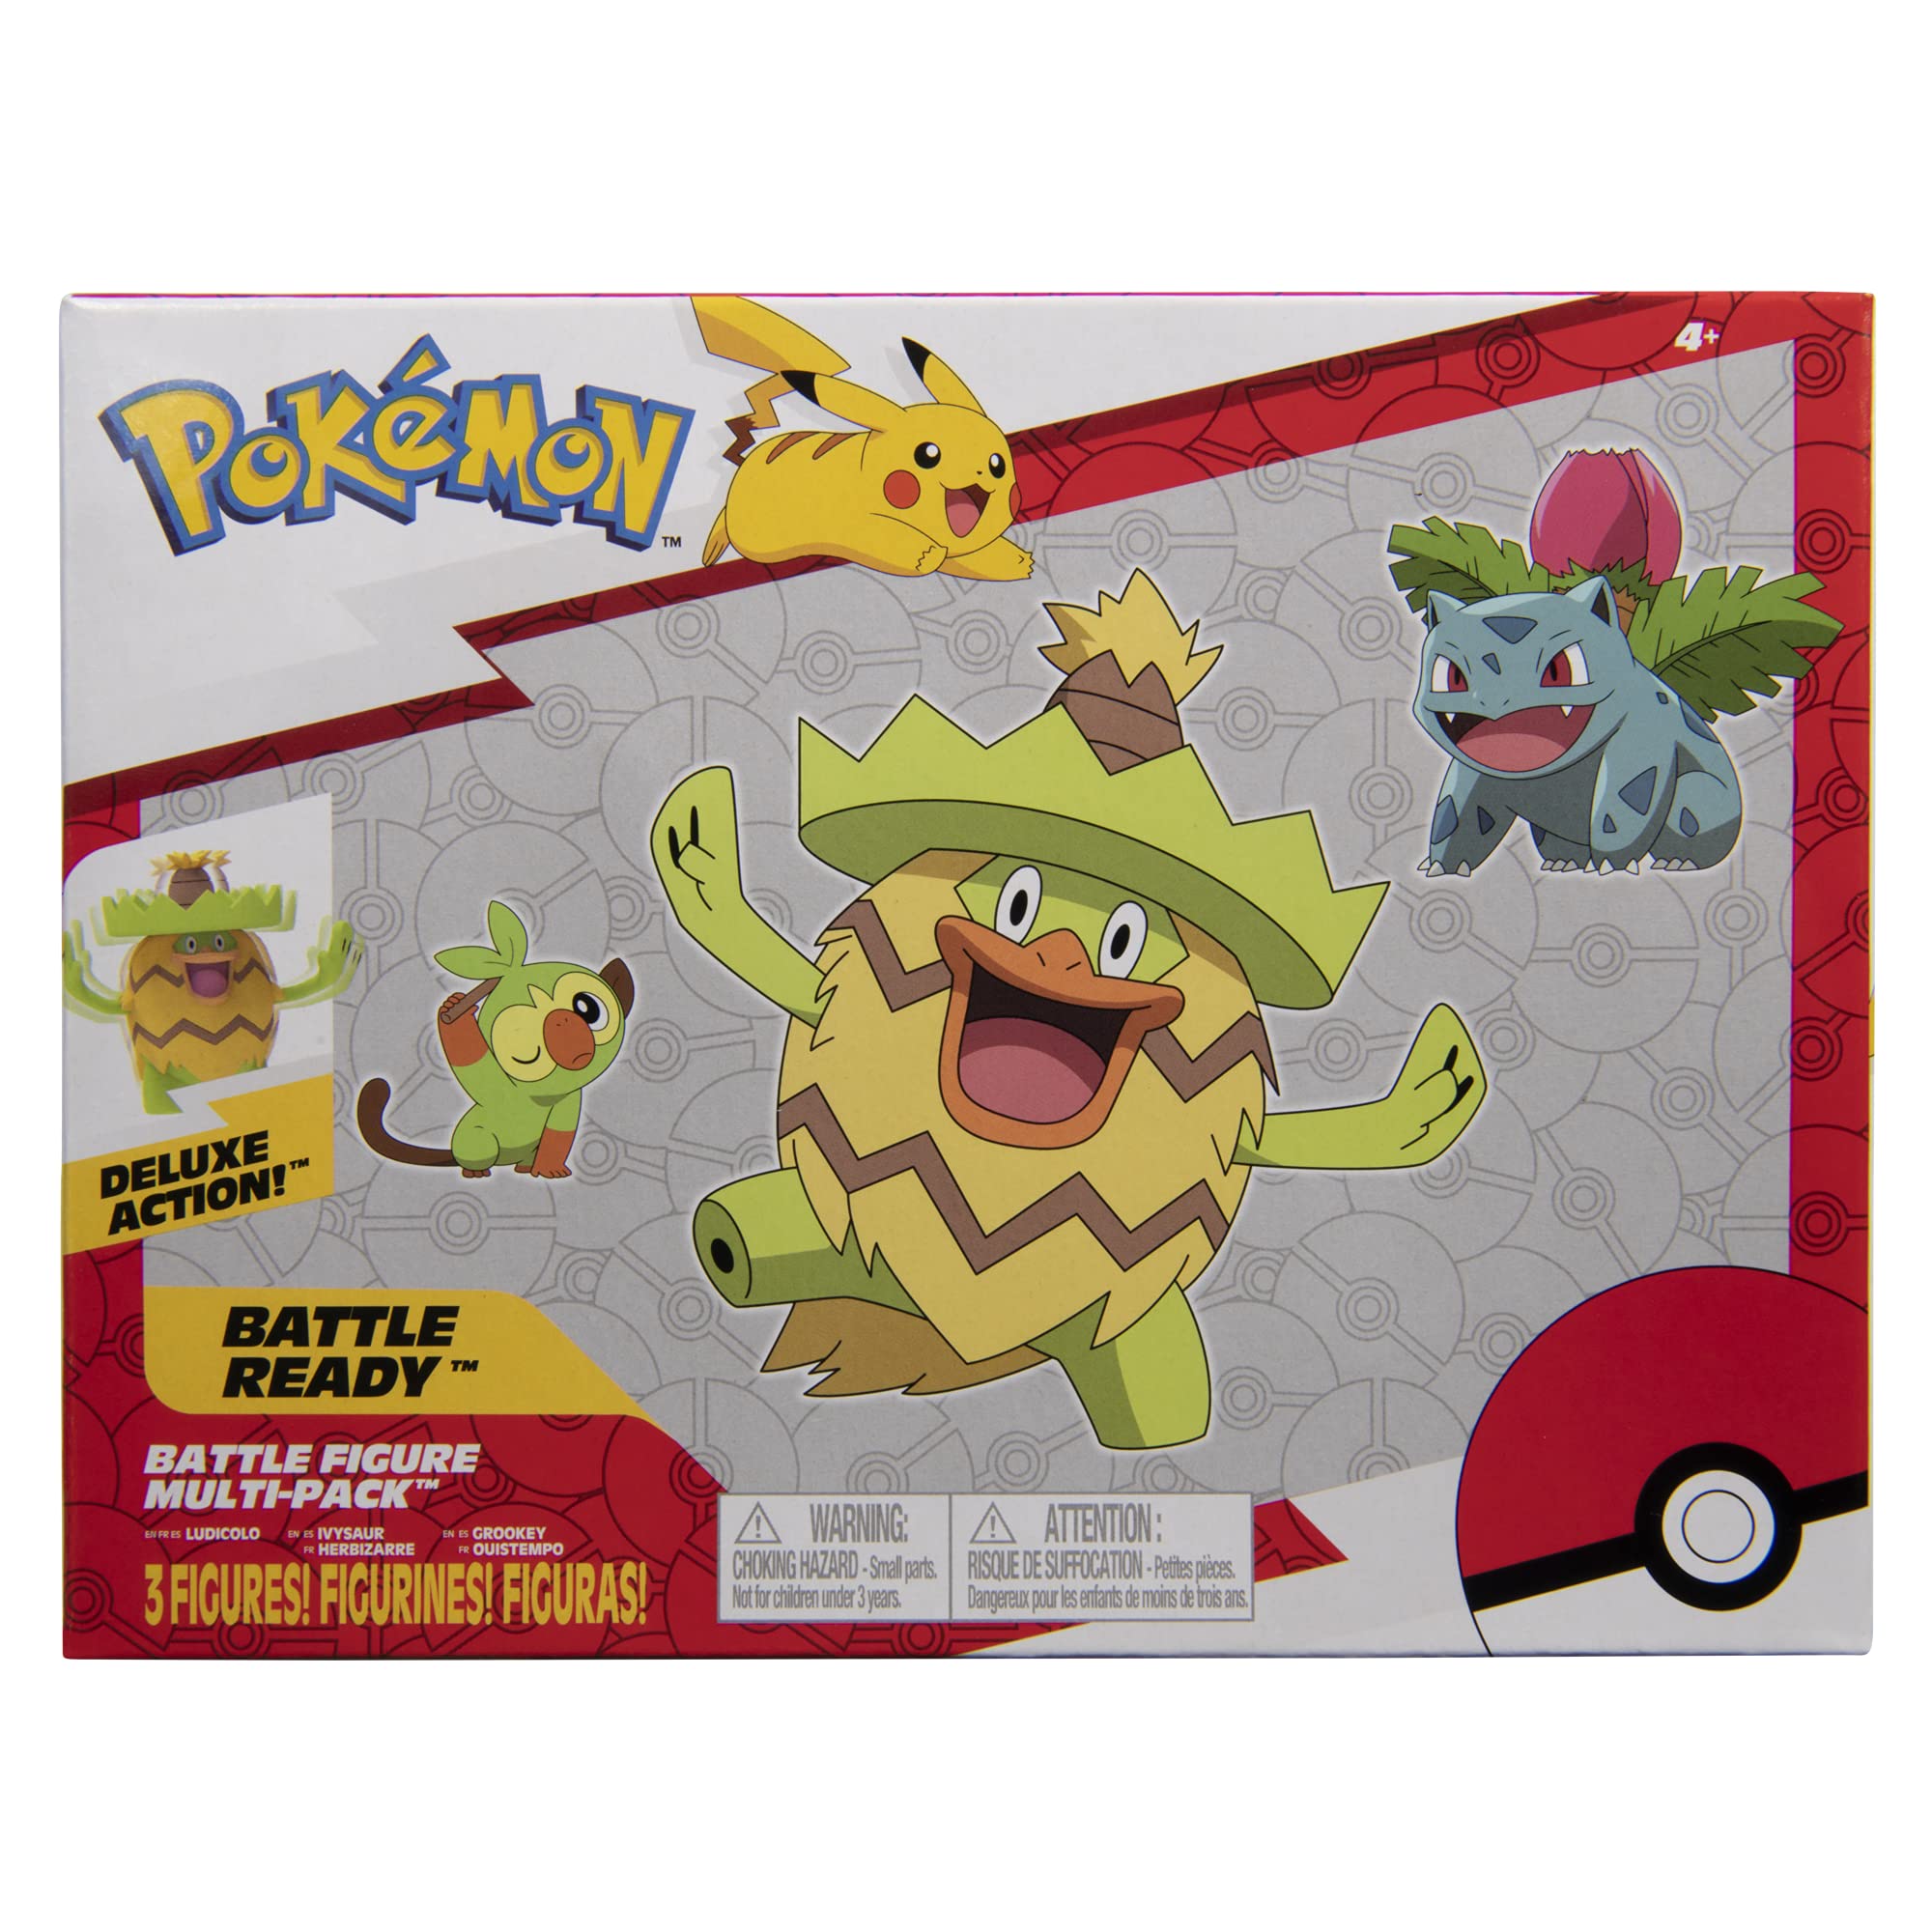 POKéMON™
4+
DELUXE
ACTION!™
BATTLE
READY™
BATTLE FIGURE
MULTI-PACK™
EN FR ES LUDICOLO EN ES IVYSAUR EN ES GROOKEY
FR HERBIZARRE FR OUISTEMPO
3 FIGURES! FIGURINES! FIGURAS!
WARNING:
CHOKING HAZARD - Small parts.
Not for children under 3 years.
ATTENTION :
RISQUE DE SUFFOCATION - Petites pièces.
Dangereux pour les enfants de moins de trois ans.